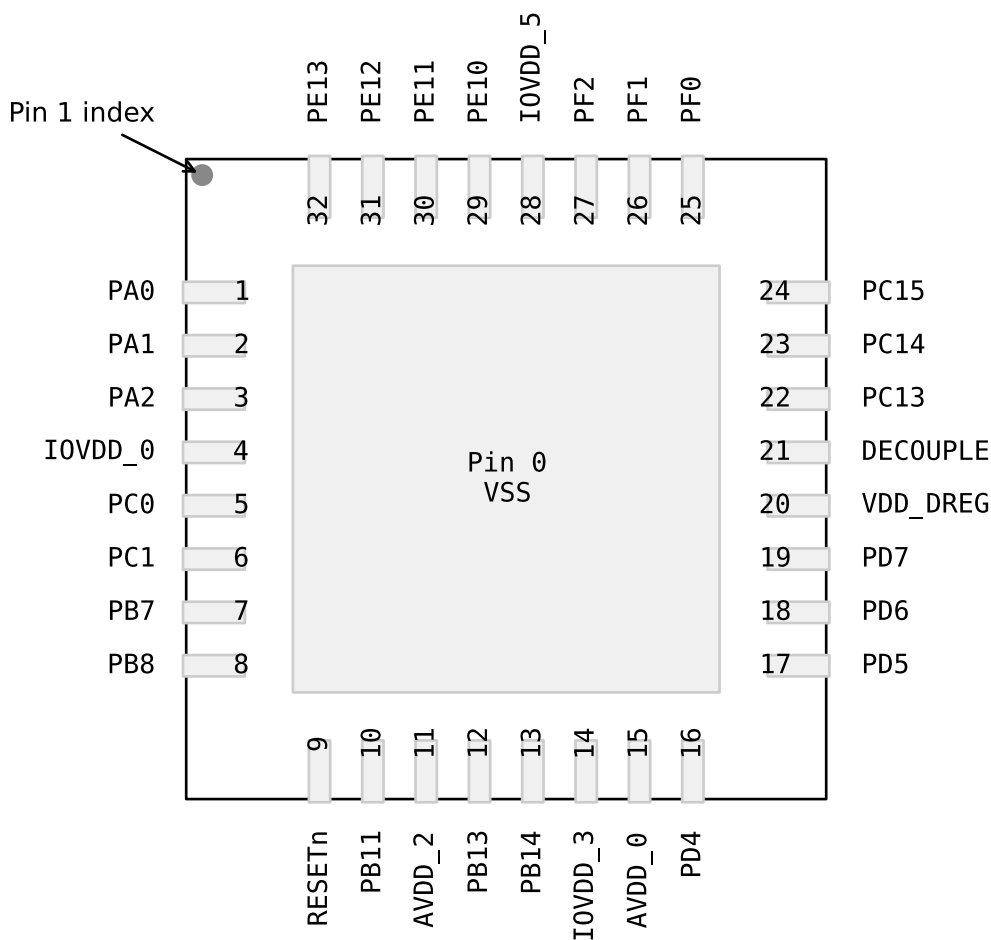 PE13
PE12
PE11
PE10
IOVDD_5
PF2
PF1
PF0
Pin 1 index
32
31
30
29
28
27
26
25
PA0 1
24 PC15
PA1 2
23 PC14
PA2 3
22 PC13
IOVDD_0 4
21 DECOUPLE
Pin 0
VSS
PC0 5
20 VDD_DREG
PC1 6
19 PD7
PB7 7
18 PD6
PB8 8
17 PD5
9
10
11
12
13
14
15
16
RESETn
PB11
AVDD_2
PB13
PB14
IOVDD_3
AVDD_0
PD4